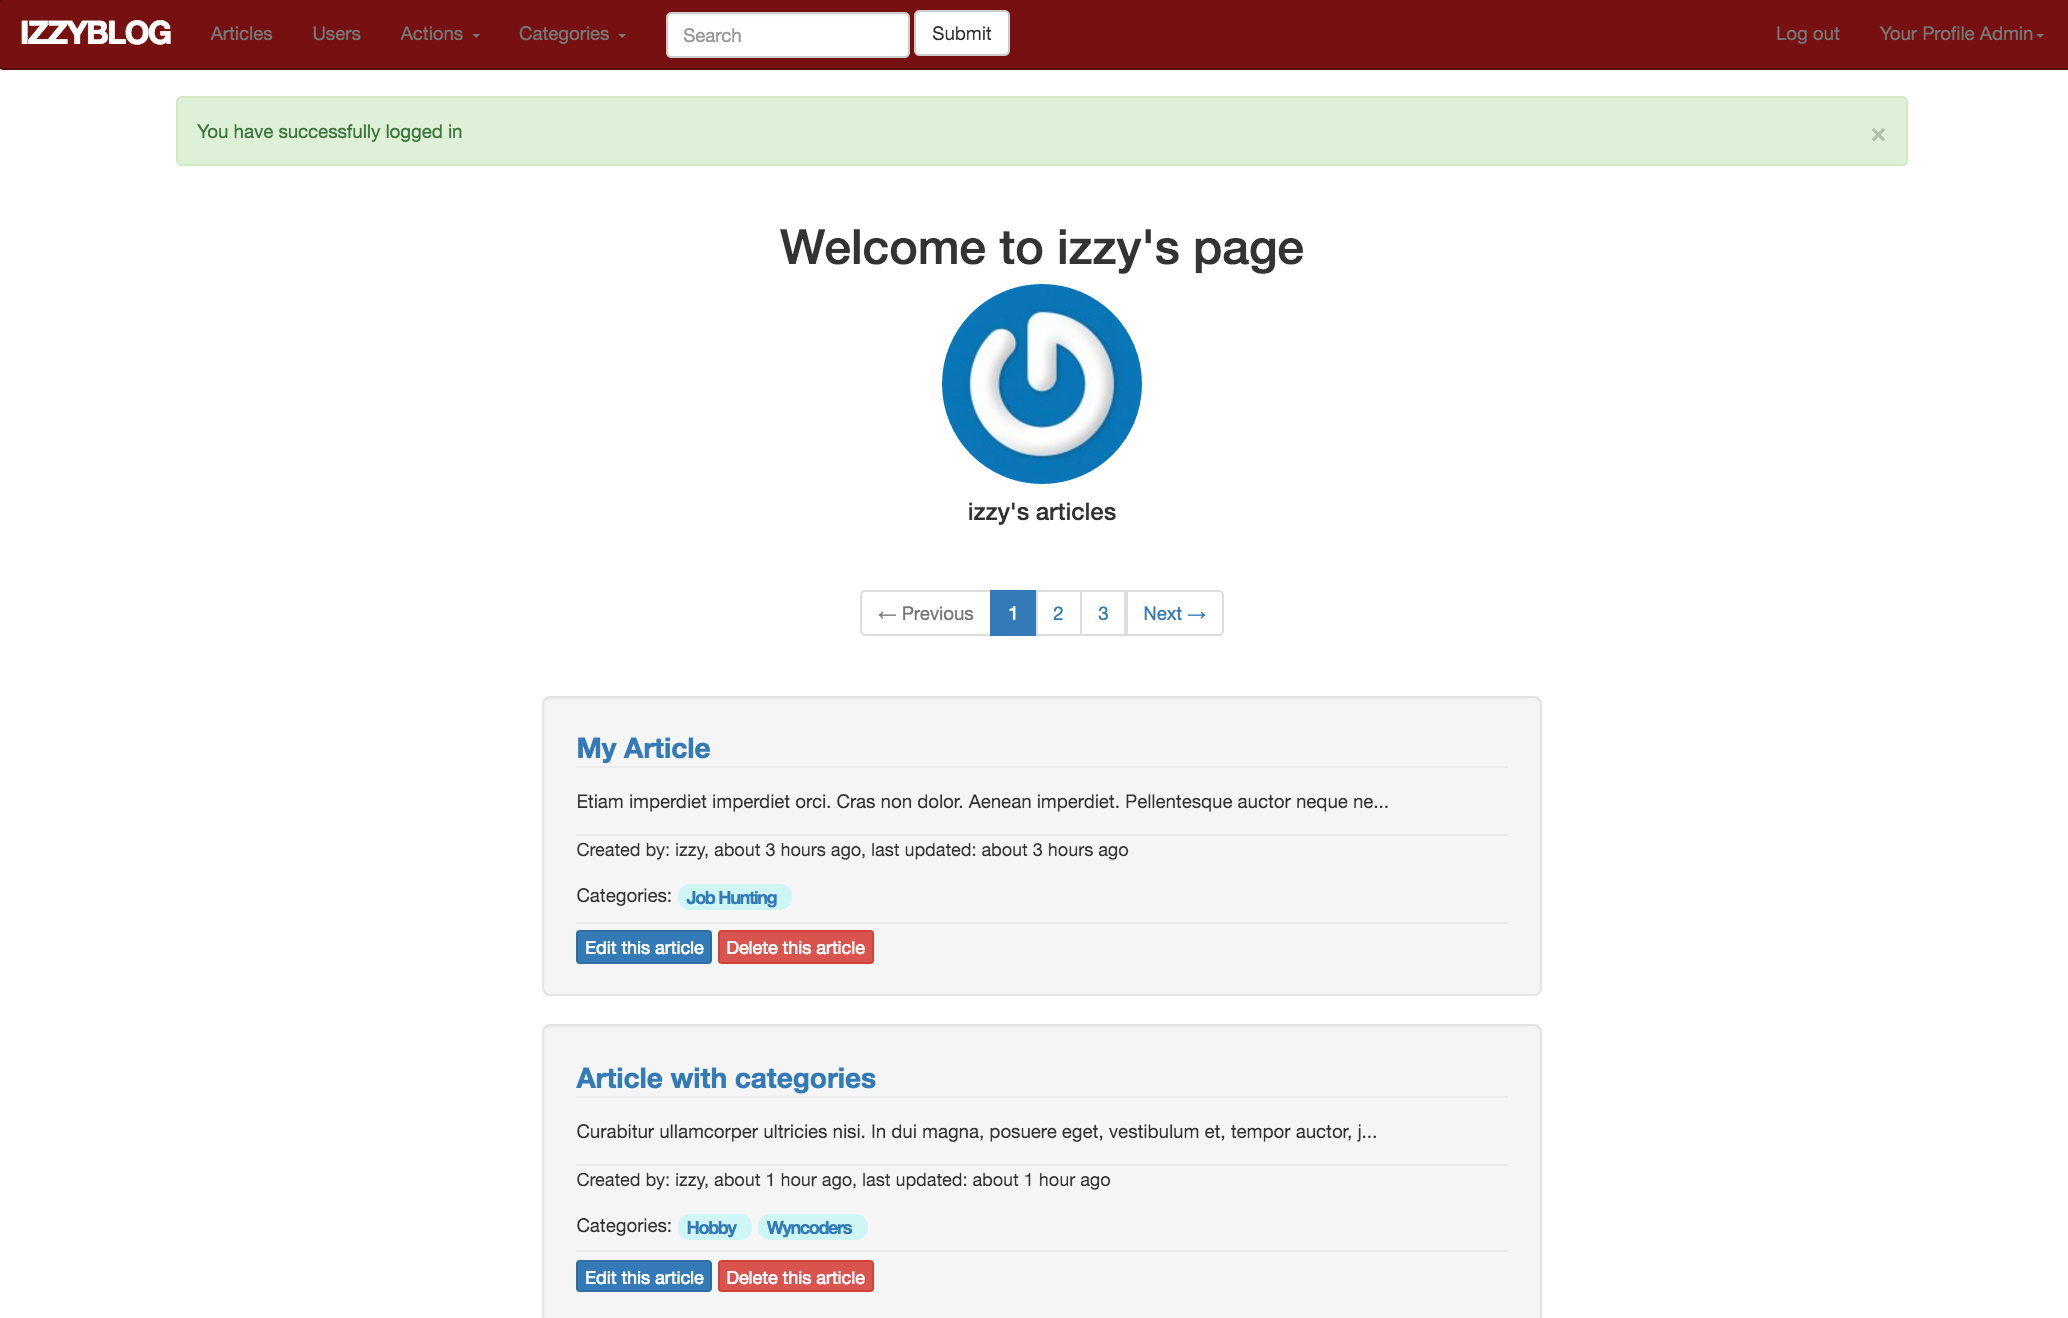 IZZYBLOG Articles Users Actions Categories Search Submit Log out Your Profile Admin
You have successfully logged in ×
Welcome to izzy's page
izzy's articles
← Previous 1 2 3 Next →
My Article
Etiam imperdiet imperdiet orci. Cras non dolor. Aenean imperdiet. Pellentesque auctor neque ne...
Created by: izzy, about 3 hours ago, last updated: about 3 hours ago
Categories: Job Hunting
Edit this article Delete this article
Article with categories
Curabitur ullamcorper ultricies nisi. In dui magna, posuere eget, vestibulum et, tempor auctor, j...
Created by: izzy, about 1 hour ago, last updated: about 1 hour ago
Categories: Hobby Wyncoders
Edit this article Delete this article